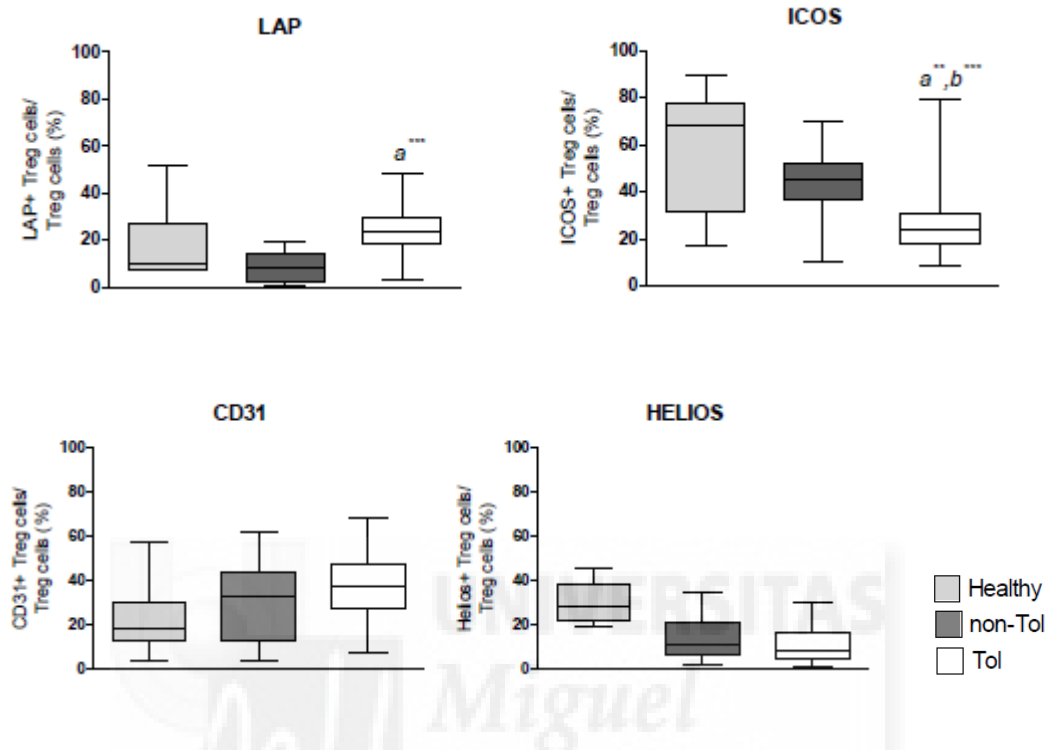 LAP
100
80
60
40
20
0
LAP+ Treg cells/
Treg cells (%)
a***
ICOS
100
80
60
40
20
0
ICOS+ Treg cells/
Treg cells (%)
a**,b***
CD31
100
80
60
40
20
0
CD31+ Treg cells/
Treg cells (%)
HELIOS
100
80
60
40
20
0
Helios+ Treg cells/
Treg cells (%)
Healthy
non-Tol
Tol
UNIVERSITAS
Miguel